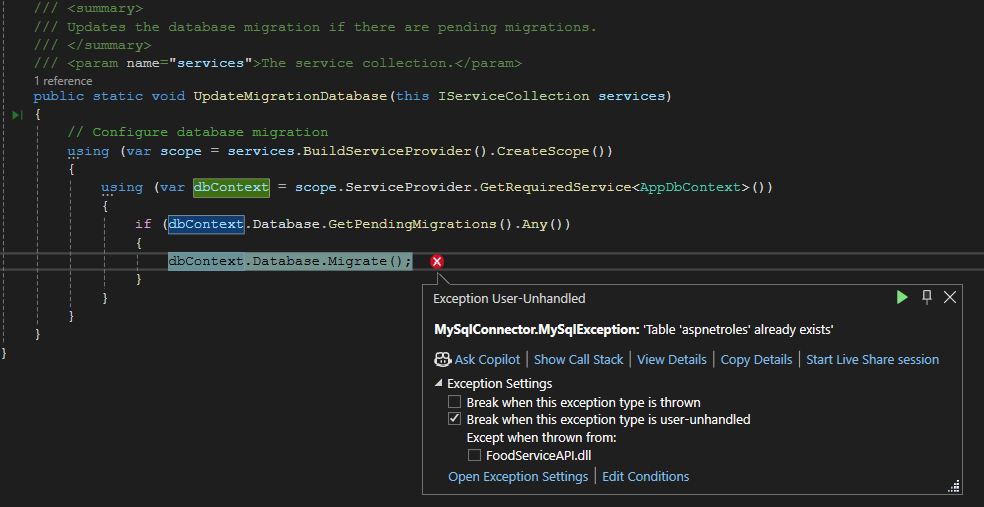 /// <summary>
/// Updates the database migration if there are pending migrations.
/// </summary>
/// <param name="services">The service collection.</param>
1 reference
public static void UpdateMigrationDatabase(this IServiceCollection services)
{
// Configure database migration
using (var scope = services.BuildServiceProvider().CreateScope())
{
using (var dbContext = scope.ServiceProvider.GetRequiredService<AppDbContext>())
{
if (dbContext.Database.GetPendingMigrations().Any())
{
dbContext.Database.Migrate();
}
}
}
}
}
Exception User-Unhandled
MySqlConnector.MySqlException: 'Table 'aspnetroles' already exists'
Ask Copilot | Show Call Stack | View Details | Copy Details | Start Live Share session
Exception Settings
Break when this exception type is thrown
Break when this exception type is user-unhandled
Except when thrown from:
FoodServiceAPI.dll
Open Exception Settings | Edit Conditions